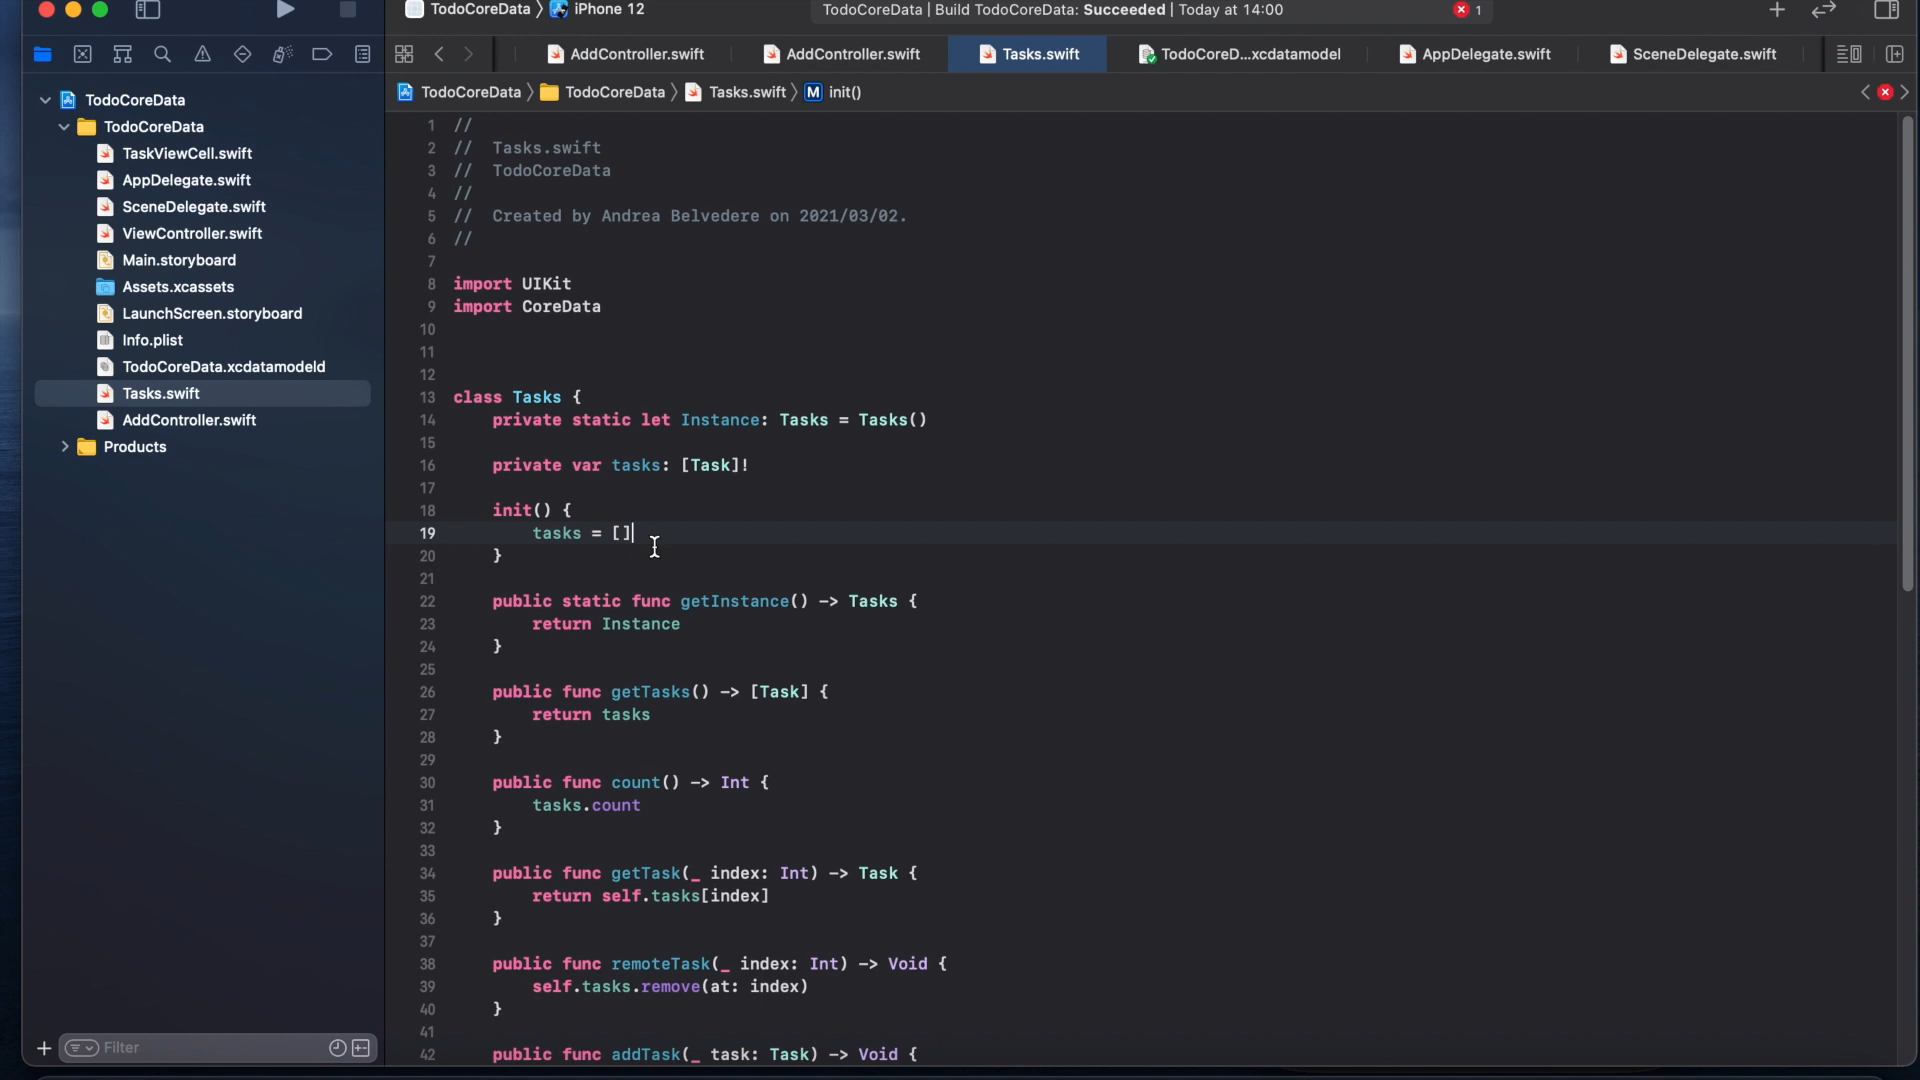 TodoCoreData 〉 iPhone 12
TodoCoreData | Build TodoCoreData: Succeeded | Today at 14:00
1
AddController.swift
AddController.swift
Tasks.swift
TodoCoreD...xcdatamodel
AppDelegate.swift
SceneDelegate.swift
TodoCoreData 〉 TodoCoreData 〉 Tasks.swift 〉 M init()
TodoCoreData
TodoCoreData
TaskViewCell.swift
AppDelegate.swift
SceneDelegate.swift
ViewController.swift
Main.storyboard
Assets.xcassets
LaunchScreen.storyboard
Info.plist
TodoCoreData.xcdatamodeld
Tasks.swift
AddController.swift
Products
Filter
1 //
2 //  Tasks.swift
3 //  TodoCoreData
4 //
5 //  Created by Andrea Belvedere on 2021/03/02.
6 //
7
8 import UIKit
9 import CoreData
10
11
12
13 class Tasks {
14     private static let Instance: Tasks = Tasks()
15
16     private var tasks: [Task]!
17
18     init() {
19         tasks = []
20     }
21
22     public static func getInstance() -> Tasks {
23         return Instance
24     }
25
26     public func getTasks() -> [Task] {
27         return tasks
28     }
29
30     public func count() -> Int {
31         tasks.count
32     }
33
34     public func getTask(_ index: Int) -> Task {
35         return self.tasks[index]
36     }
37
38     public func remoteTask(_ index: Int) -> Void {
39         self.tasks.remove(at: index)
40     }
41
42     public func addTask(_ task: Task) -> Void {